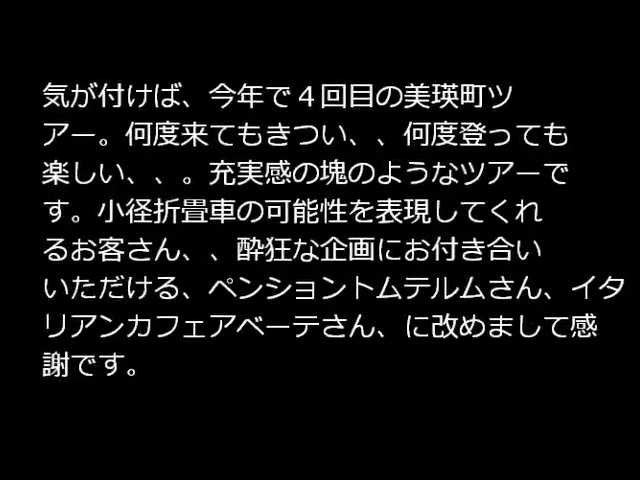 気が付けば、今年で４回目の美瑛町ツ
アー。何度来てもきつい、、何度登っても
楽しい、、。充実感の塊のようなツアーで
す。小径折畳車の可能性を表現してくれ
るお客さん、、酔狂な企画にお付き合い
いただける、ペンショントムテルムさん、イタ
リアンカフェアベーテさん、に改めまして感
謝です。